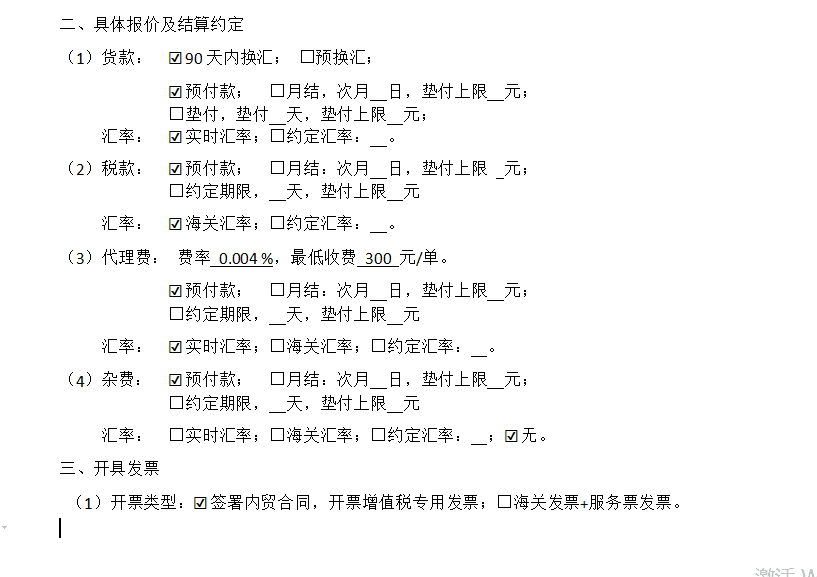 二、具体报价及结算约定
（1）货款： ☑90 天内换汇； ☐预换汇；
☑预付款； ☐月结，次月__日，垫付上限__元；
☐垫付，垫付__天，垫付上限__元；
汇率： ☑实时汇率；☐约定汇率：__。
（2）税款： ☑预付款； ☐月结：次月__日，垫付上限 _元；
☐约定期限，__天，垫付上限__元
汇率： ☑海关汇率；☐约定汇率：__。
（3）代理费： 费率 0.004 %，最低收费 300 元/单。
☑预付款； ☐月结：次月__日，垫付上限__元；
☐约定期限，__天，垫付上限__元
汇率： ☑实时汇率；☐海关汇率；☐约定汇率：__。
（4）杂费： ☑预付款； ☐月结：次月__日，垫付上限__元；
☐约定期限，__天，垫付上限__元
汇率： ☐实时汇率；☐海关汇率；☐约定汇率：__；☑无。
三、开具发票
（1）开票类型：☑签署内贸合同，开票增值税专用发票；☐海关发票+服务票发票。
激活 W